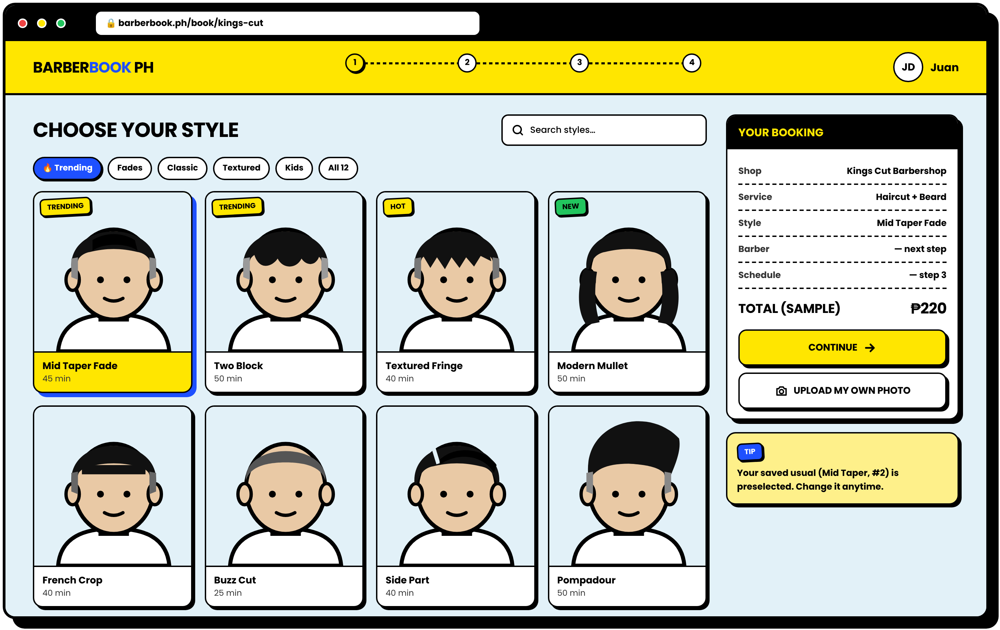 🔒 barberbook.ph/book/kings-cut
BARBERBOOK PH
1 2 3 4
JD Juan
CHOOSE YOUR STYLE
Search styles...
🔥 Trending Fades Classic Textured Kids All 12
TRENDING
Mid Taper Fade
45 min
TRENDING
Two Block
50 min
HOT
Textured Fringe
40 min
NEW
Modern Mullet
50 min
French Crop
40 min
Buzz Cut
25 min
Side Part
40 min
Pompadour
50 min
YOUR BOOKING
Shop Kings Cut Barbershop
Service Haircut + Beard
Style Mid Taper Fade
Barber — next step
Schedule — step 3
TOTAL (SAMPLE) ₱220
CONTINUE →
UPLOAD MY OWN PHOTO
TIP
Your saved usual (Mid Taper, #2) is
preselected. Change it anytime.